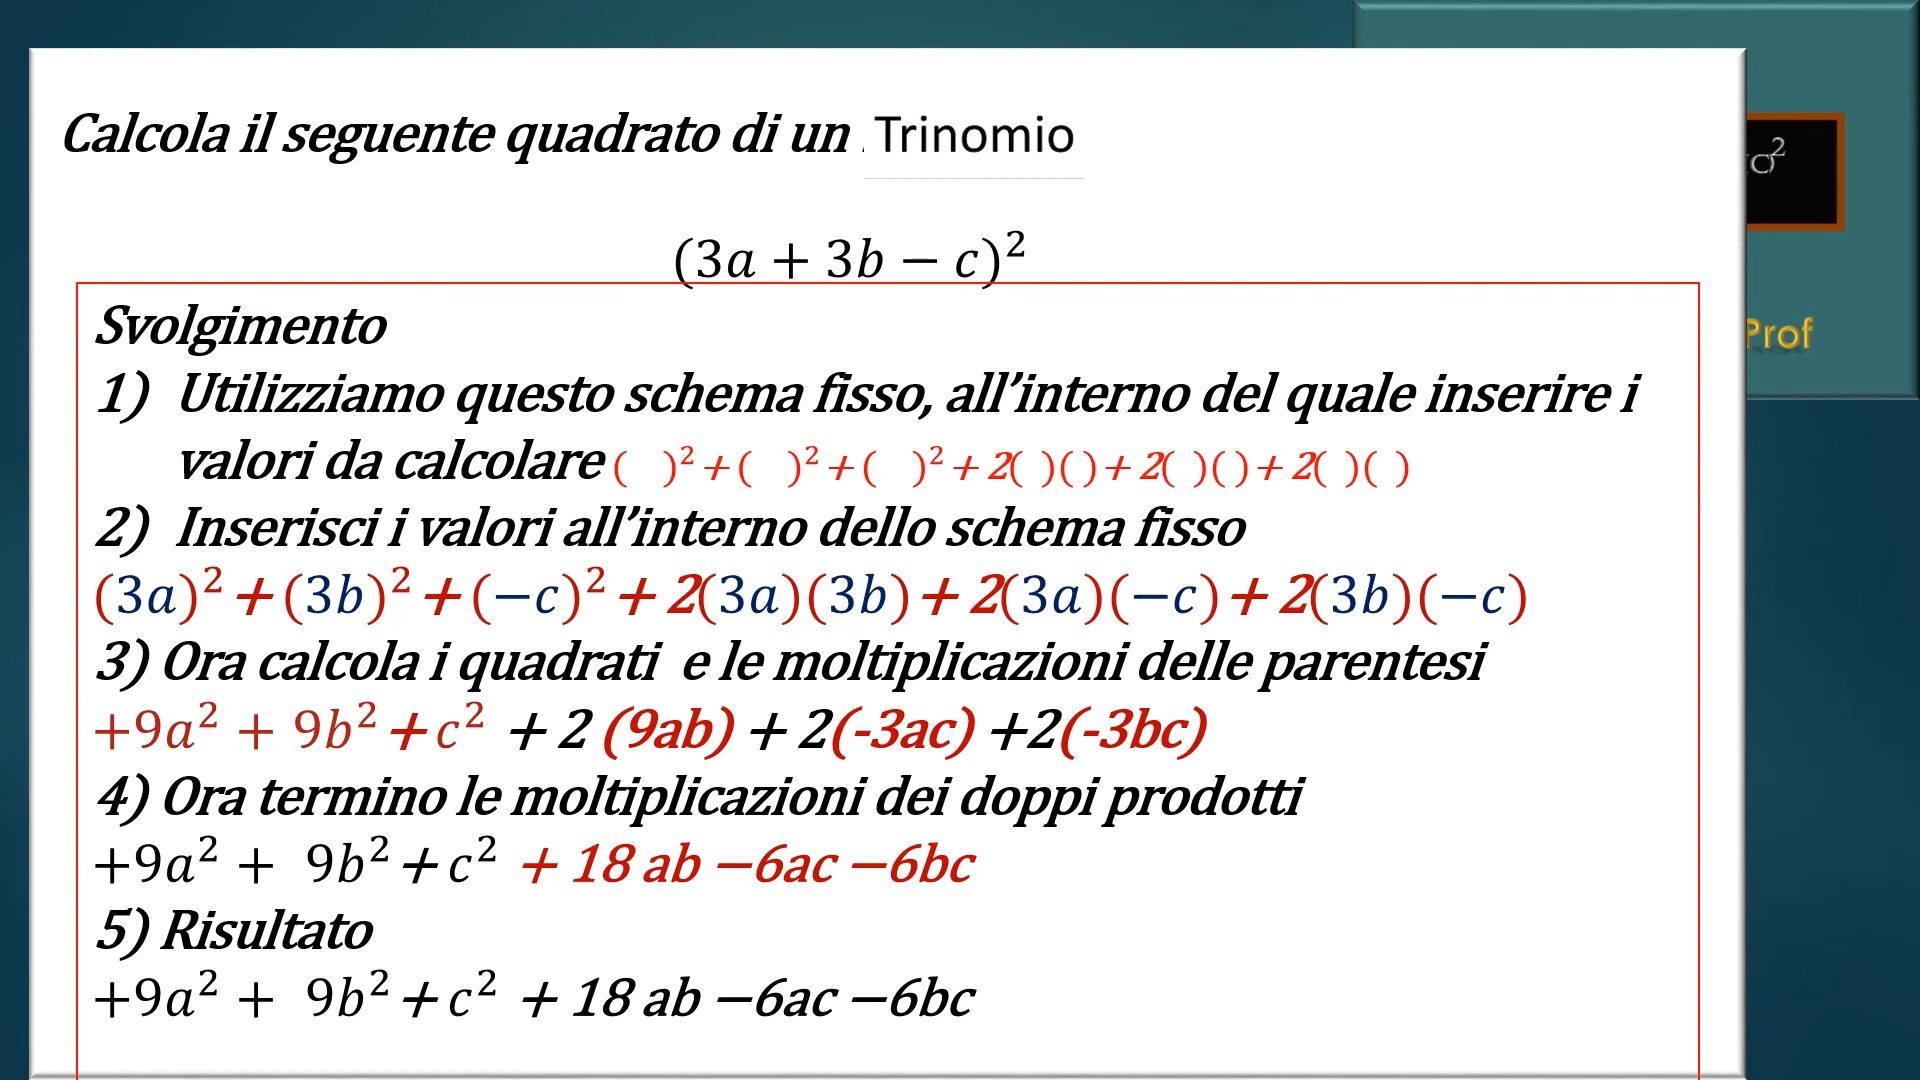 Calcola il seguente quadrato di un Trinomio
(3a + 3b − c)²
Svolgimento
1) Utilizziamo questo schema fisso, all’interno del quale inserire i
valori da calcolare ( )²+( )²+( )²+2( )( )+2( )( )+2( )( )
2) Inserisci i valori all’interno dello schema fisso
(3a)²+(3b)²+(−c)²+2(3a)(3b)+2(3a)(−c)+2(3b)(−c)
3) Ora calcola i quadrati e le moltiplicazioni delle parentesi
+9a² + 9b²+c² + 2 (9ab) + 2(-3ac) +2(-3bc)
4) Ora termino le moltiplicazioni dei doppi prodotti
+9a² + 9b²+c² + 18 ab −6ac −6bc
5) Risultato
+9a² + 9b²+c² + 18 ab −6ac −6bc
c)²
Prof